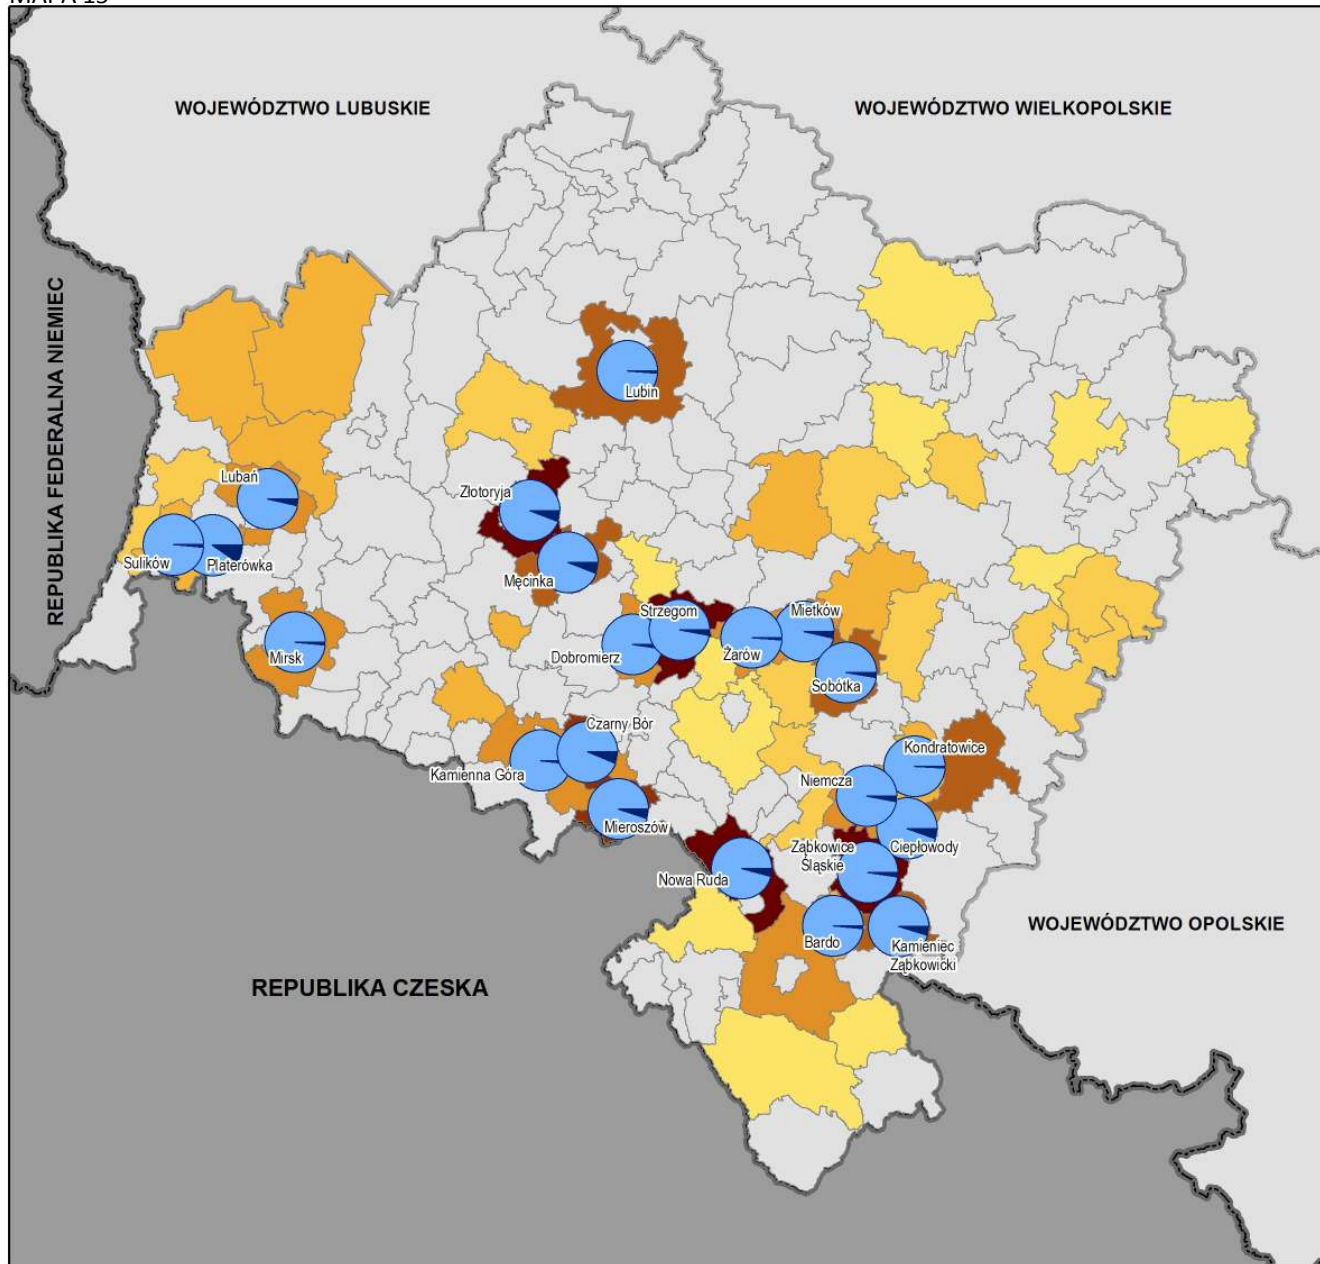 MAPA 13
WOJEWÓDZTWO LUBUSKIE
WOJEWÓDZTWO WIELKOPOLSKIE
REPUBLIKA FEDERALNA NIEMIEC
Lubin
Lubań
Złotoryja
Sulików
Platerówka
Męcinka
Strzegom
Mietków
Mirsk
Dobromierz
Żarów
Sobótka
Czarny Bór
Kamienna Góra
Kondratowice
Niemcza
Mieroszów
Ząbkowice
Śląskie
Ciepłowody
Nowa Ruda
Bardo
Kamieniec
Ząbkowicki
WOJEWÓDZTWO OPOLSKIE
REPUBLIKA CZESKA